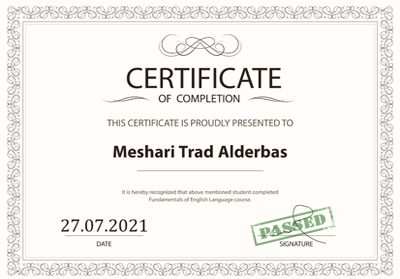 CERTIFICATE
OF COMPLETION
THIS CERTIFICATE IS PROUDLY PRESENTED TO
Meshari Trad Alderbas
It is hereby recognized that above mentioned student completed
Fundamentals of English Language course.
27.07.2021
PASSED
DATE
SIGNATURE